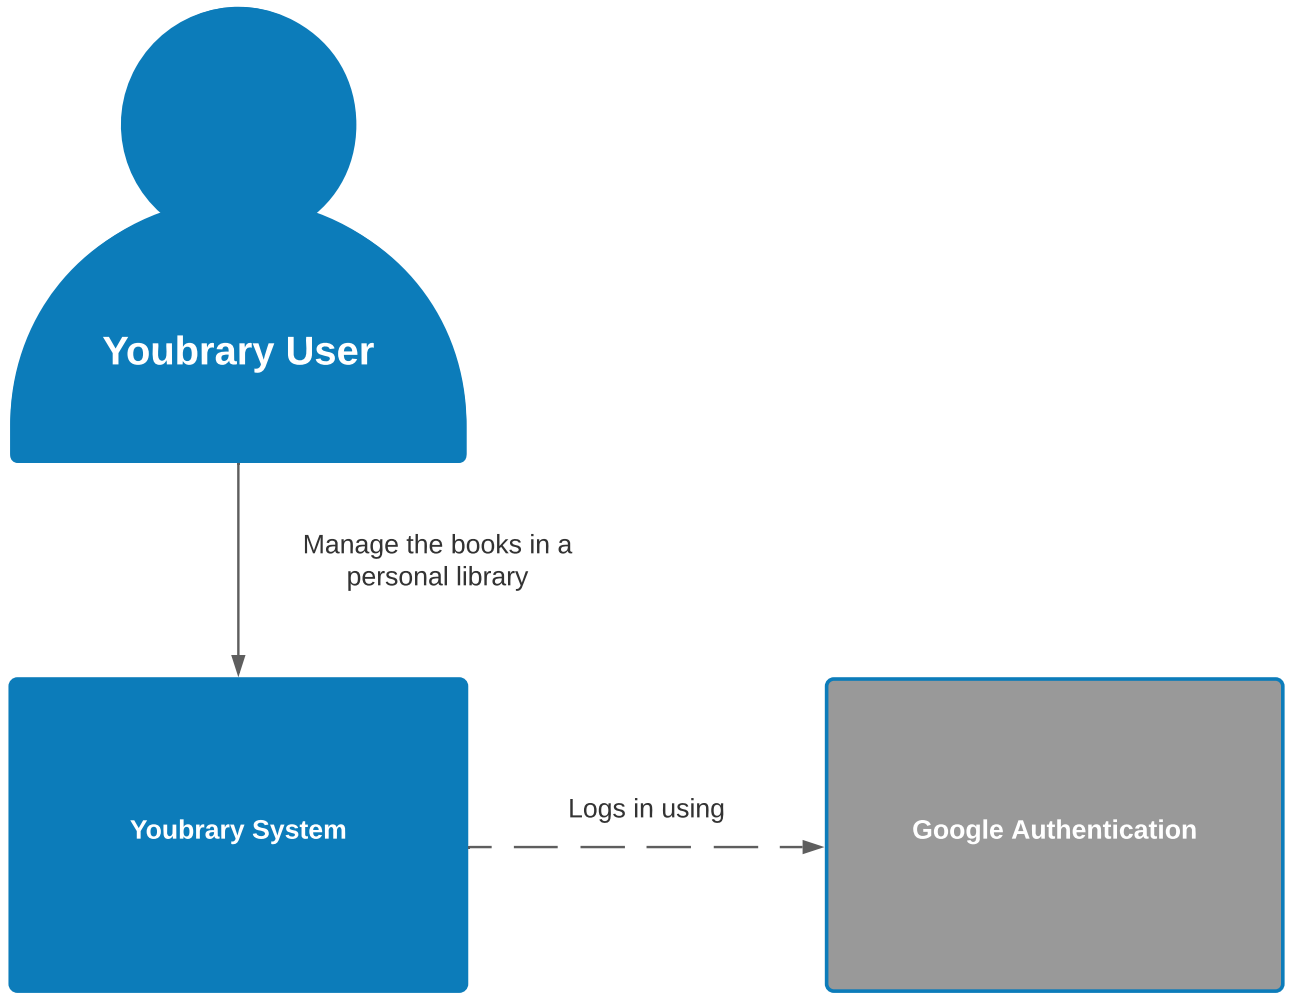 Youbrary User
Manage the books in a
personal library
Youbrary System
Logs in using
Google Authentication